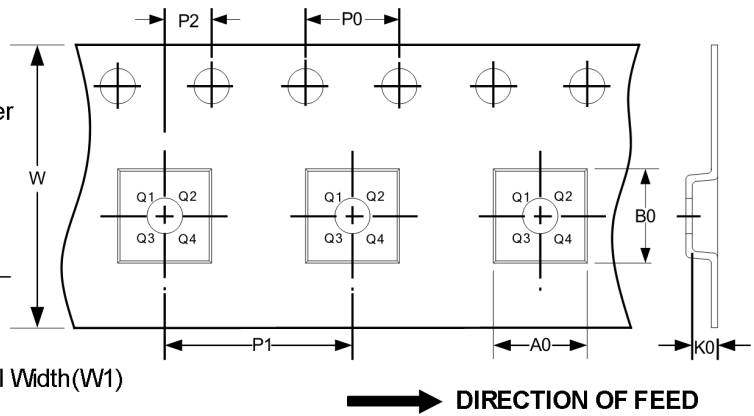 P2
P0
er
W
Q1 Q2
Q3 Q4
Q1 Q2
Q3 Q4
Q1 Q2
Q3 Q4
B0
P1
A0
K0
l Width(W1)
DIRECTION OF FEED